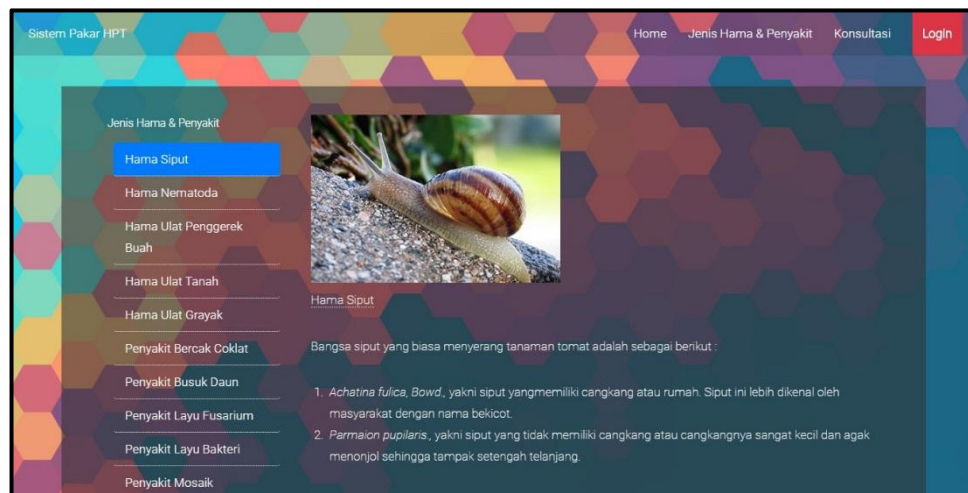 Sistem Pakar HPT
Home Jenis Hama & Penyakit Konsultasi Login
Jenis Hama & Penyakit
Hama Siput
Hama Nematoda
Hama Ulat Penggerek
Buah
Hama Ulat Tanah
Hama Ulat Grayak
Penyakit Bercak Coklat
Penyakit Busuk Daun
Penyakit Layu Fusarium
Penyakit Layu Bakteri
Penyakit Mosaik
Hama Siput
Bangsa siput yang biasa menyerang tanaman tomat adalah sebagai berikut :
1. Achatina fulica, Bowd., yakni siput yangmemiliki cangkang atau rumah. Siput ini lebih dikenal oleh
masyarakat dengan nama bekicot.
2. Parmaion pupilaris., yakni siput yang tidak memiliki cangkang atau cangkangnya sangat kecil dan agak
menonjol sehingga tampak setengah telanjang.